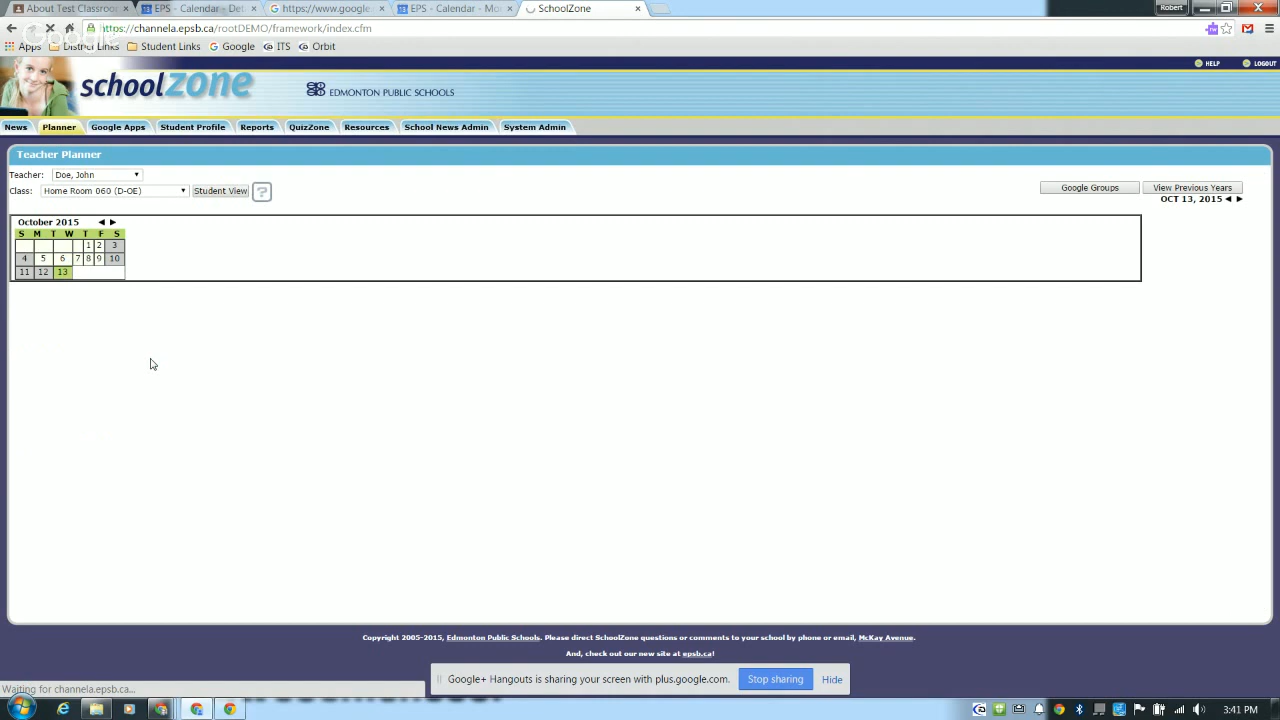 About Test Classroo
EPS - Calendar - Det
https://www.google
EPS - Calendar - Mo
SchoolZone
Robert
https://channela.epsb.ca/rootDEMO/framework/index.cfm
Apps District Links Student Links Google ITS Orbit
Google
schoolzone
EDMONTON PUBLIC SCHOOLS
HELP LOGOUT
News Planner Google Apps Student Profile Reports QuizZone Resources School News Admin System Admin
Teacher Planner
Teacher: Doe, John
Class: Home Room 060 (D-OE) Student View ?
Google Groups View Previous Years
OCT 13, 2015
October 2015
S M T W T F S
1 2 3
4 5 6 7 8 9 10
11 12 13
Copyright 2005-2015, Edmonton Public Schools. Please direct SchoolZone questions or comments to your school by phone or email, McKay Avenue.
And, check out our new site at epsb.ca!
Google+ Hangouts is sharing your screen with plus.google.com. Stop sharing Hide
Waiting for channela.epsb.ca...
3:41 PM